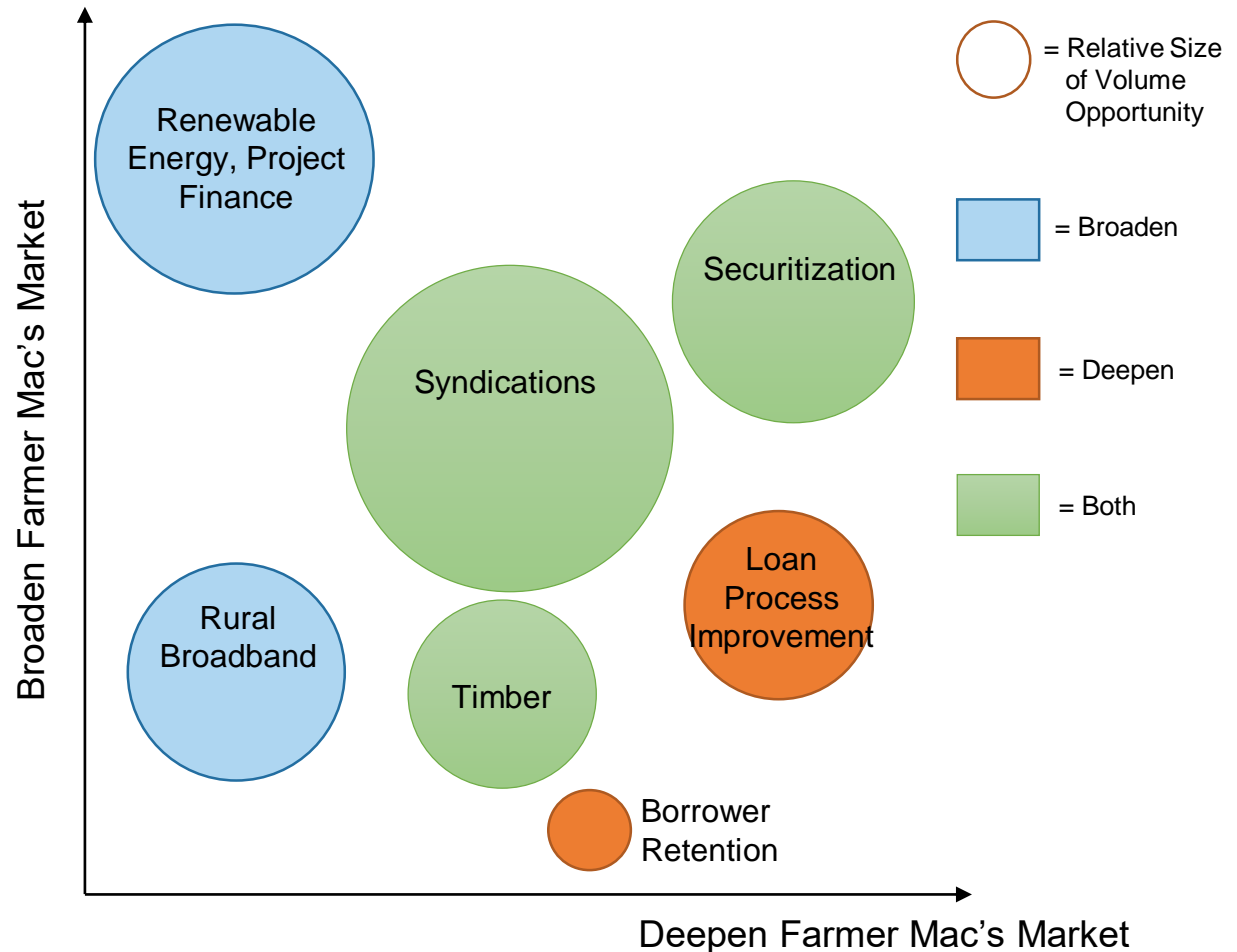 Renewable
Energy, Project
Finance
Securitization
Syndications
Loan
Process
Improvement
Rural
Broadband
Timber
Borrower
Retention
Broaden Farmer Mac's Market
Deepen Farmer Mac's Market
= Relative Size
of Volume
Opportunity
= Broaden
= Deepen
= Both